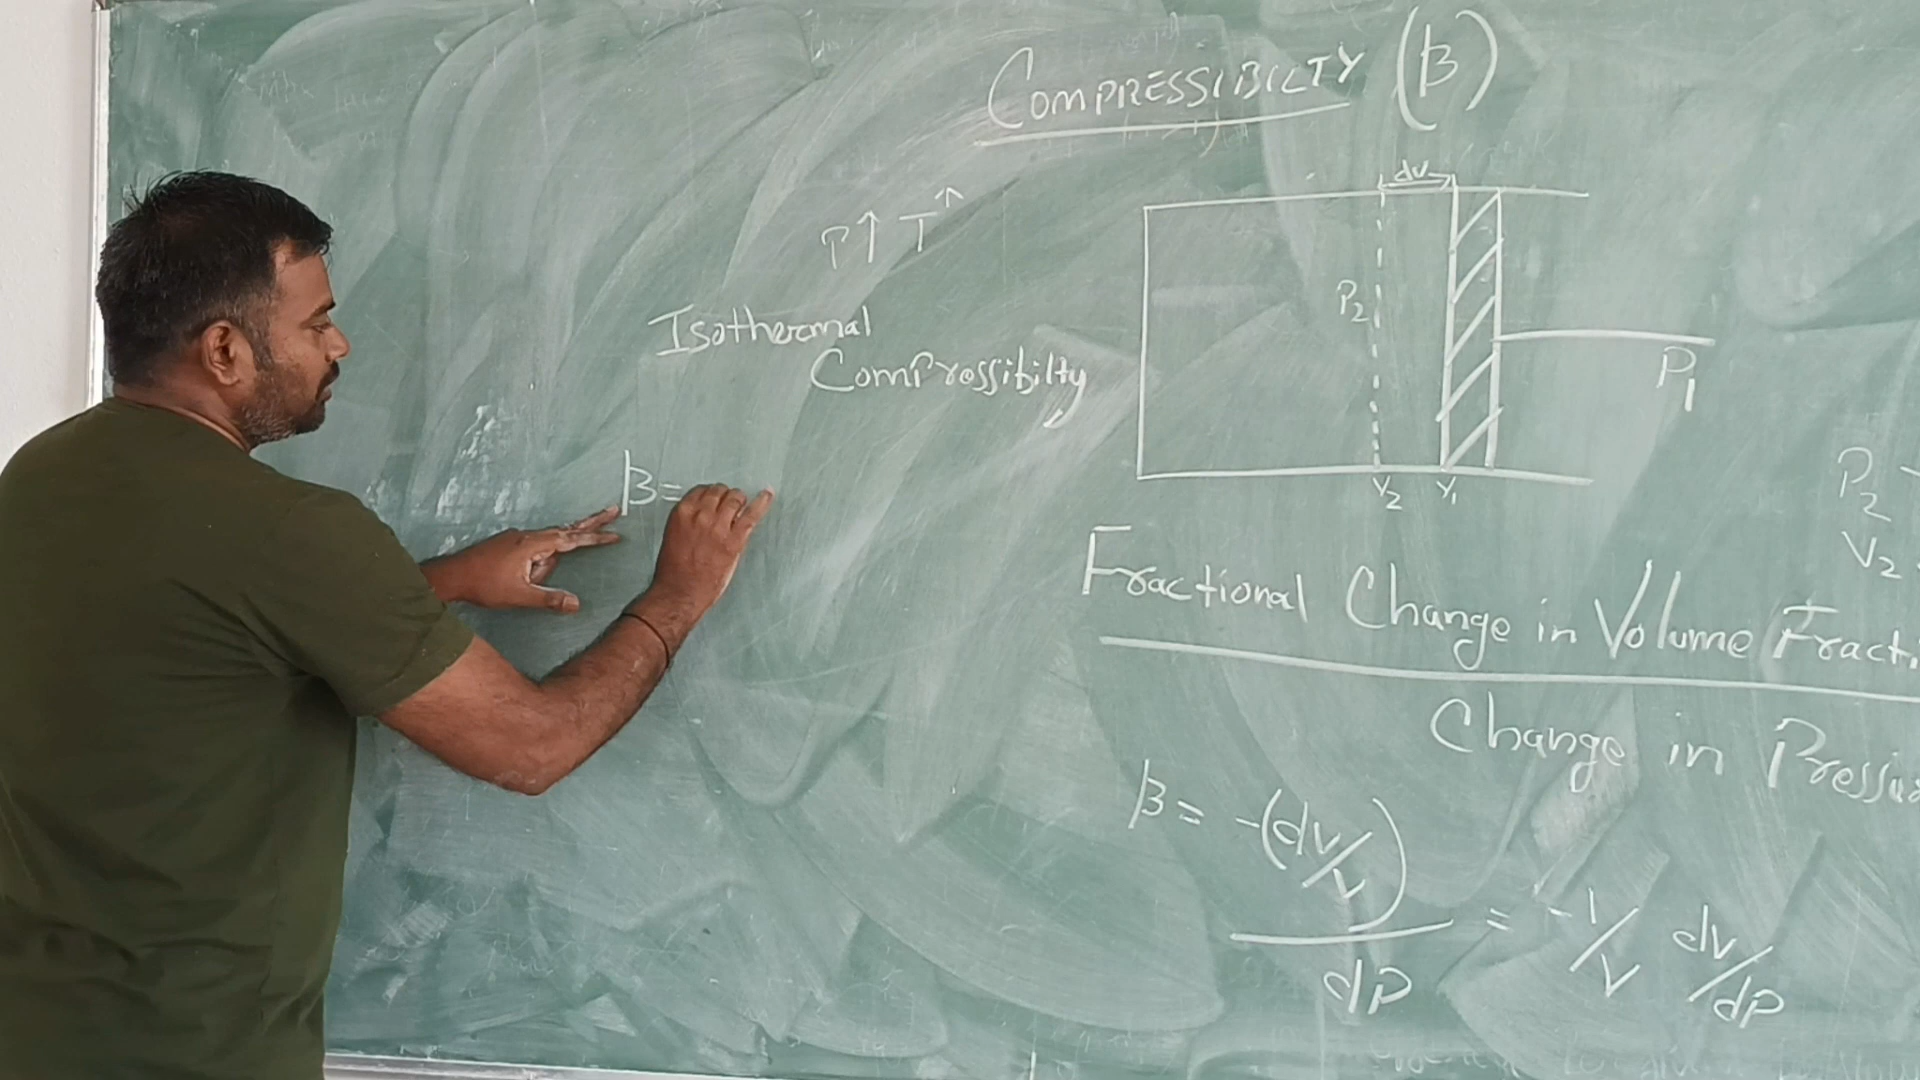 COMPRESSIBILTY (β)
P↑ T↑
dv
P2
P1
V2 V1
Isothermal
Compressibilty
β=
P2
V2
Fractional Change in Volume Fracti
Change in Pressu
β = -(dv/v)/dP = -1/v dv/dP